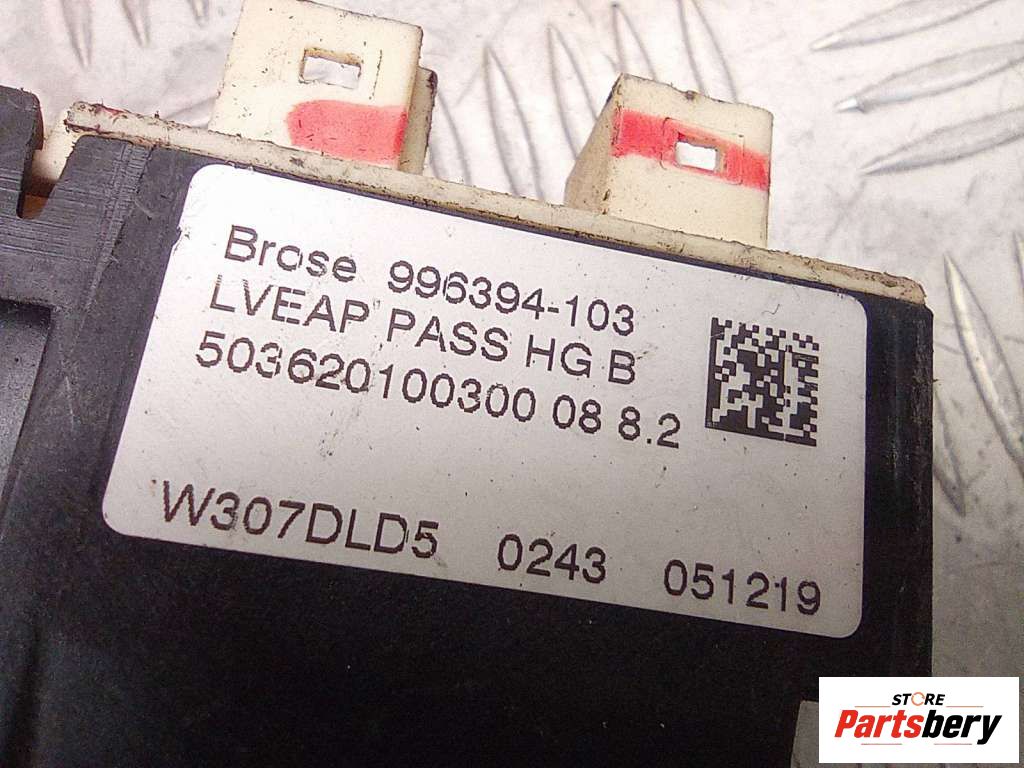 Brose 996394-103
LVEAP PASS HG B
503620100300 08 8.2
W307DLD5 0243 051219
STORE
Partsbery